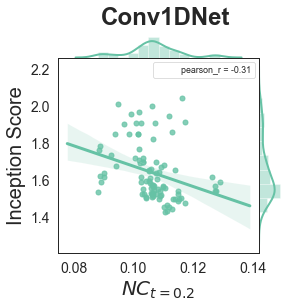 Conv1DNet
pearson_r = -0.31
2.2
2.0
1.8
1.6
1.4
Inception Score
0.08 0.10 0.12 0.14
NC_{t=0.2}